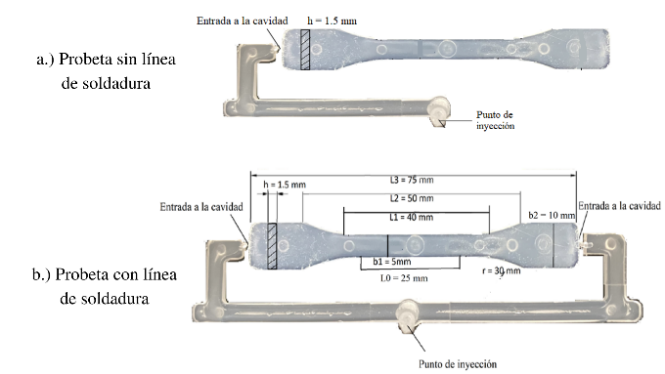 Entrada a la cavidad
h = 1.5 mm
a.) Probeta sin línea
de soldadura
Punto de
inyección
L3 = 75 mm
h = 1.5 mm
L2 = 50 mm
Entrada a la cavidad
L1 = 40 mm
b2 = 10 mm
Entrada a la cavidad
b1 = 5mm
b.) Probeta con línea
de soldadura
L0 = 25 mm
r = 30 mm
Punto de inyección